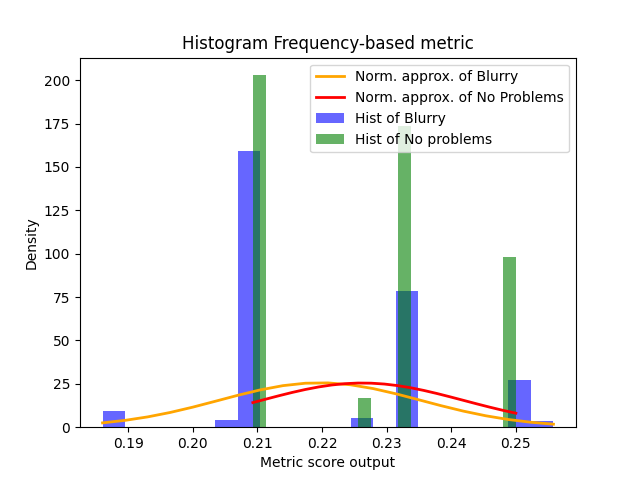 Histogram Frequency-based metric
Norm. approx. of Blurry
Norm. approx. of No Problems
Hist of Blurry
Hist of No problems
Density
200
175
150
125
100
75
50
25
0
0.19 0.20 0.21 0.22 0.23 0.24 0.25
Metric score output